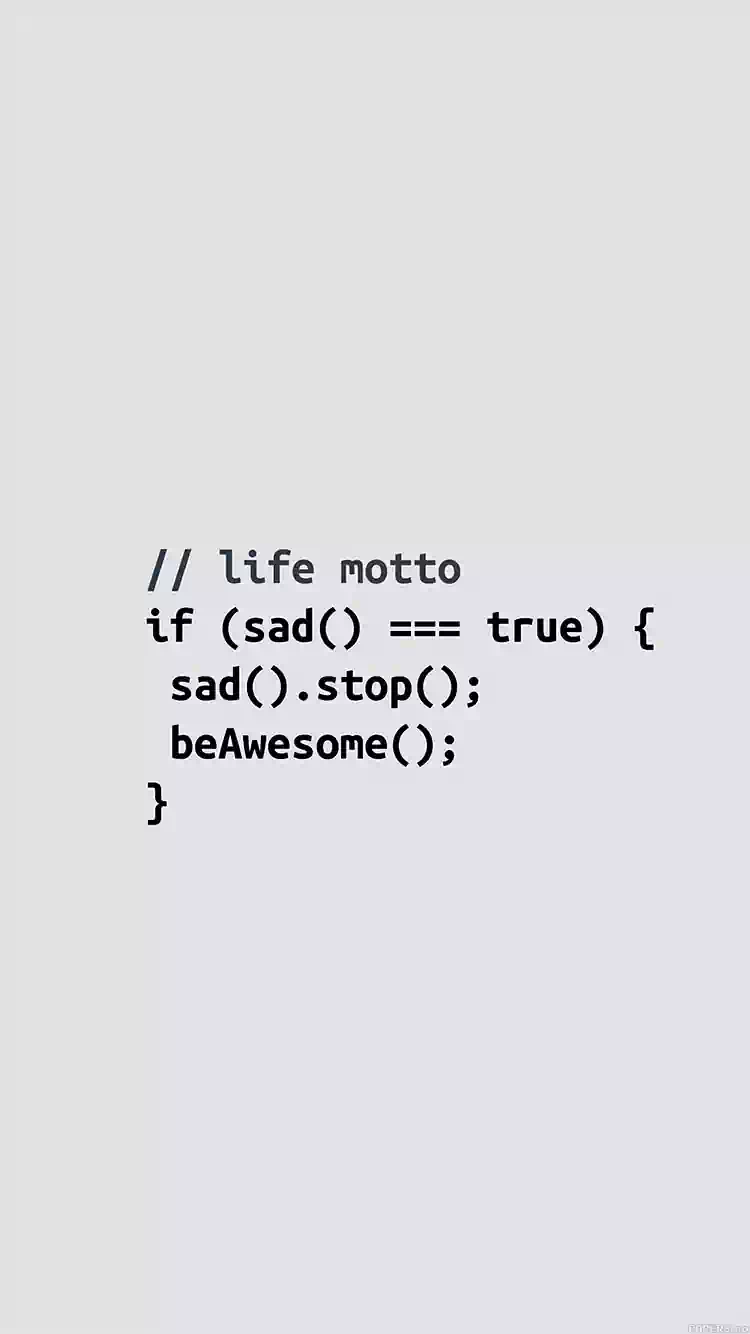 // life motto
if (sad() === true) {
 sad().stop();
 beAwesome();
}